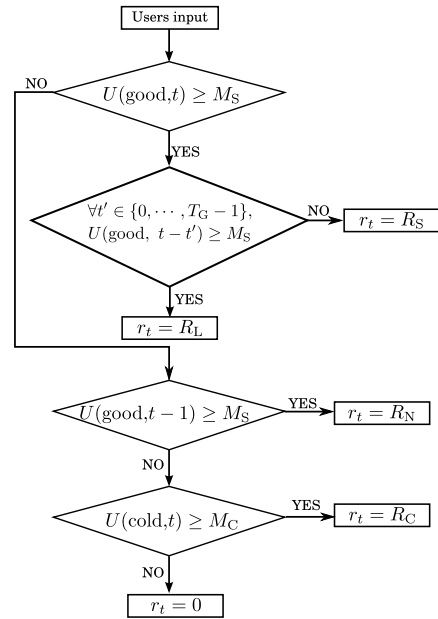 Users input
NO
U(good,t) ≥ M_S
YES
∀t′ ∈ {0, ⋯ , T_G − 1},
U(good, t − t′) ≥ M_S
NO
r_t = R_S
YES
r_t = R_L
U(good,t − 1) ≥ M_S
YES
r_t = R_N
NO
U(cold,t) ≥ M_C
YES
r_t = R_C
NO
r_t = 0